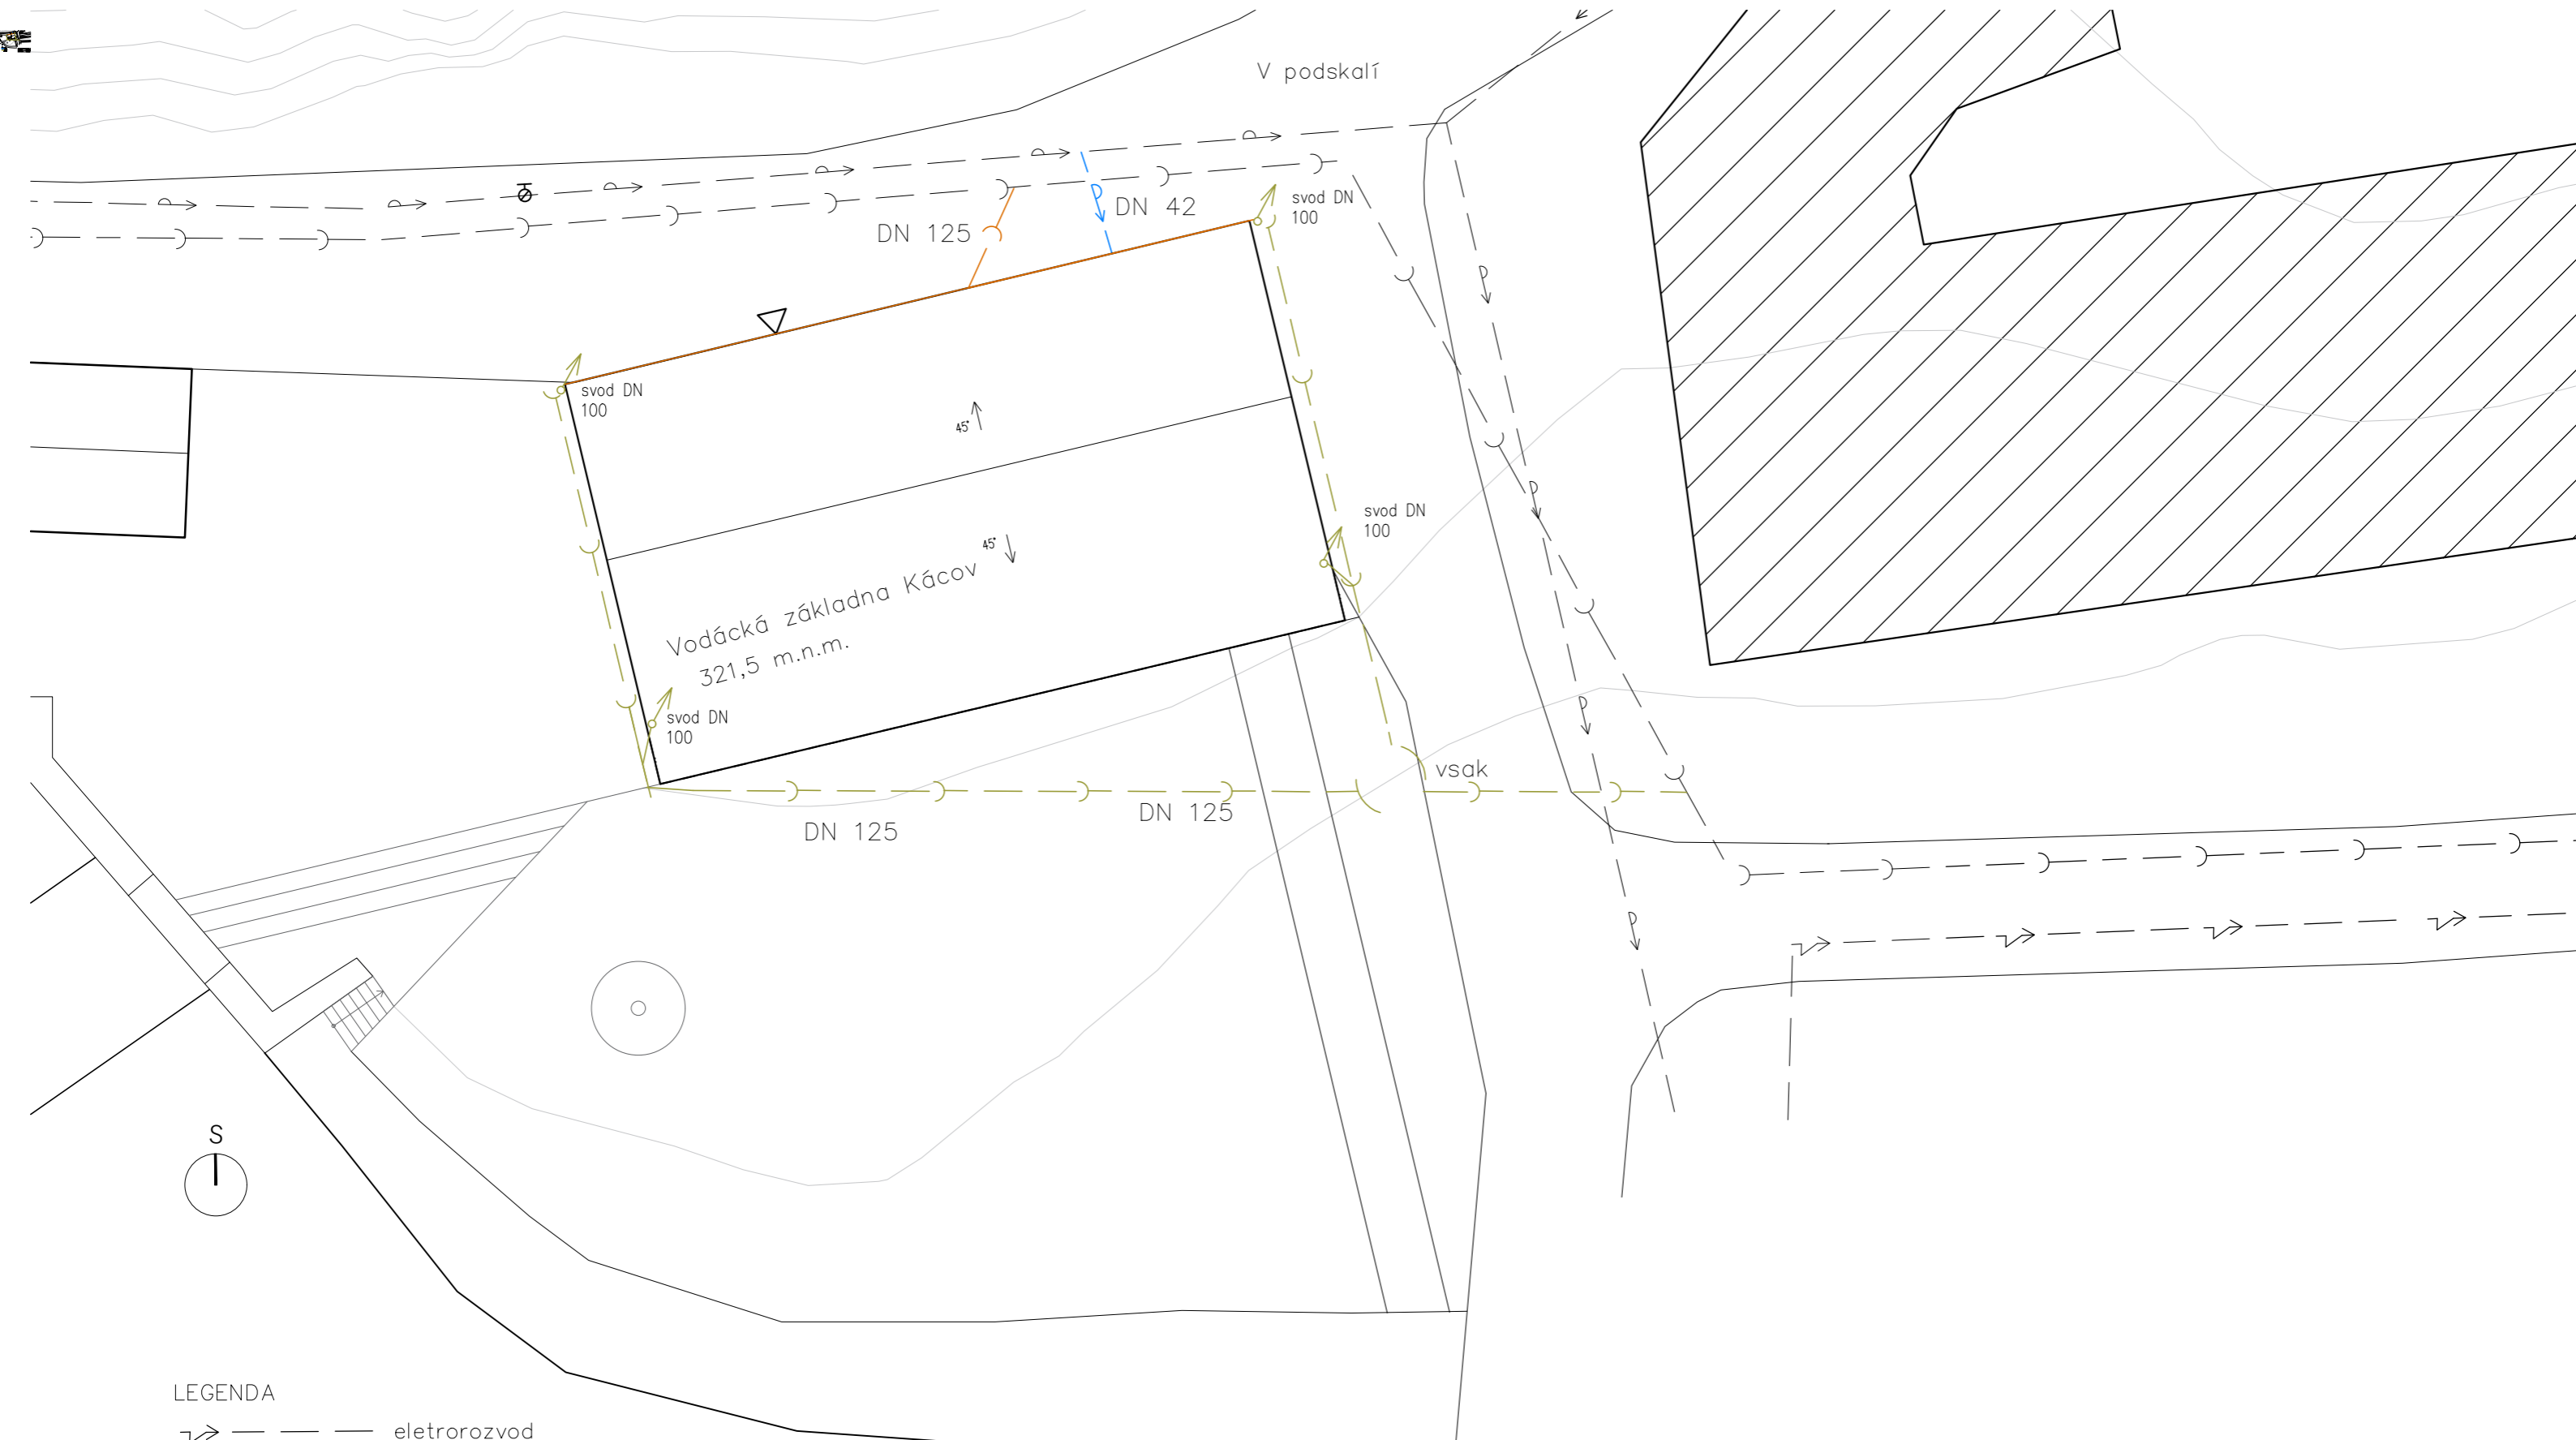 V podskalí
svod DN
100
DN 42
DN 125
svod DN
100
45°
svod DN
100
45°
Vodácká základna Kácov
321,5 m.n.m.
svod DN
100
vsak
DN 125
DN 125
S
LEGENDA
eletrorozvod